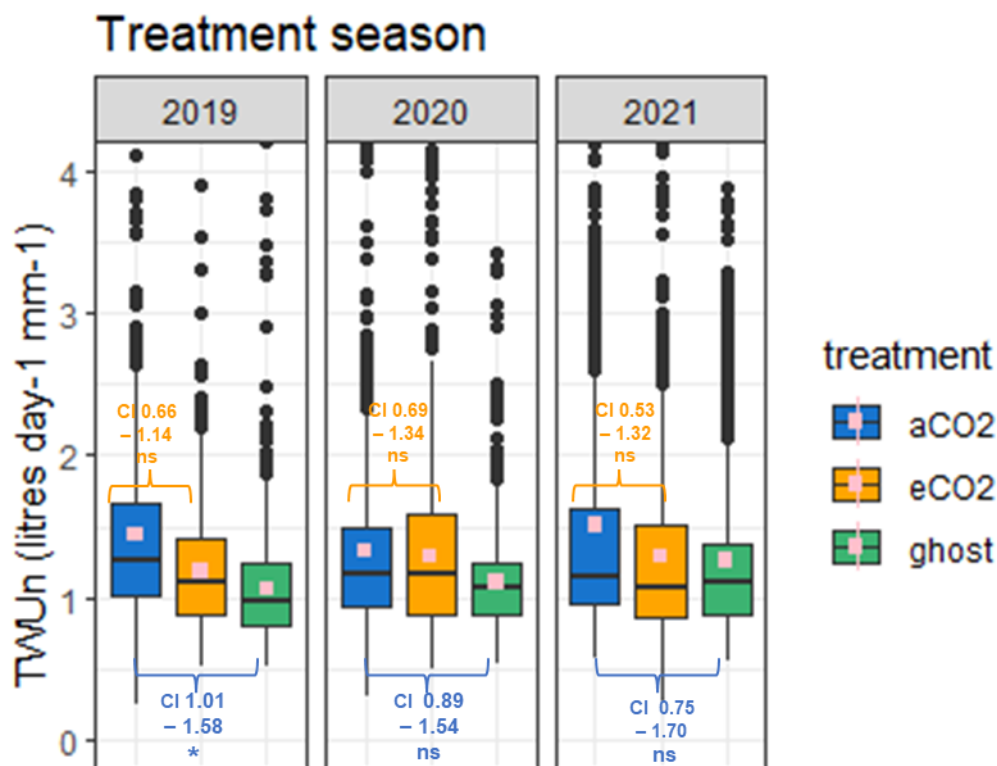 Treatment season
2019
2020
2021
TWUn (litres day-1 mm-1)
4
3
2
1
0
CI 0.66
– 1.14
ns
CI 0.69
– 1.34
ns
CI 0.53
– 1.32
ns
CI 1.01
– 1.58
*
CI 0.89
– 1.54
ns
CI 0.75
– 1.70
ns
treatment
aCO2
eCO2
ghost